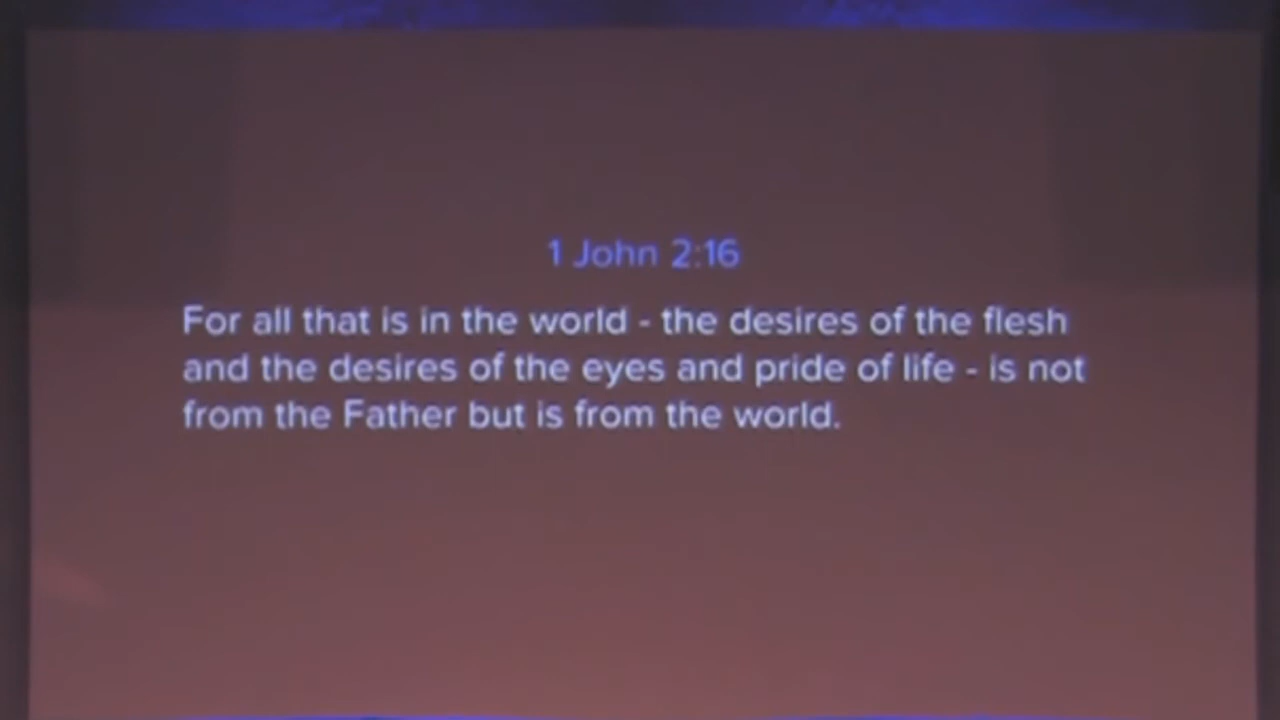 1 John 2:16
For all that is in the world - the desires of the flesh
and the desires of the eyes and pride of life - is not
from the Father but is from the world.